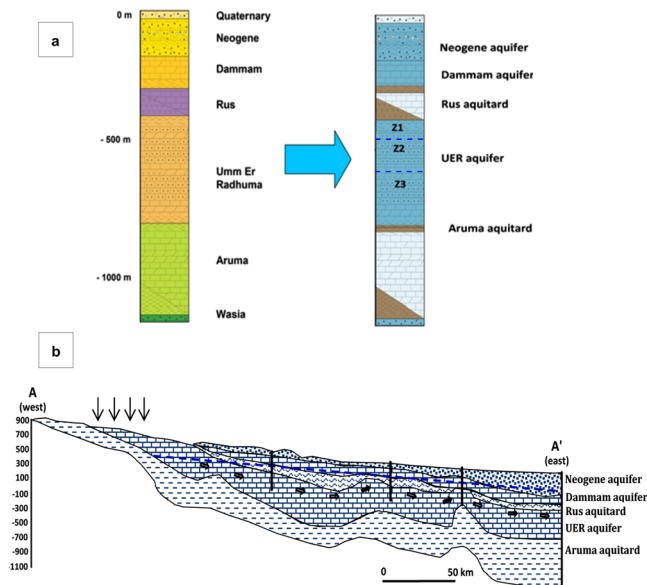 a
0 m
Quaternary
Neogene
Dammam
Rus
- 500 m
Umm Er
Radhuma
Aruma
- 1000 m
Wasia
Neogene aquifer
Dammam aquifer
Rus aquitard
Z1
Z2
UER aquifer
Z3
Aruma aquitard
b
A
(west)
900
700
500
300
100
-100
-300
-500
-700
-900
-1100
A'
(east)
Neogene aquifer
Dammam aquifer
Rus aquitard
UER aquifer
Aruma aquitard
0 50 km